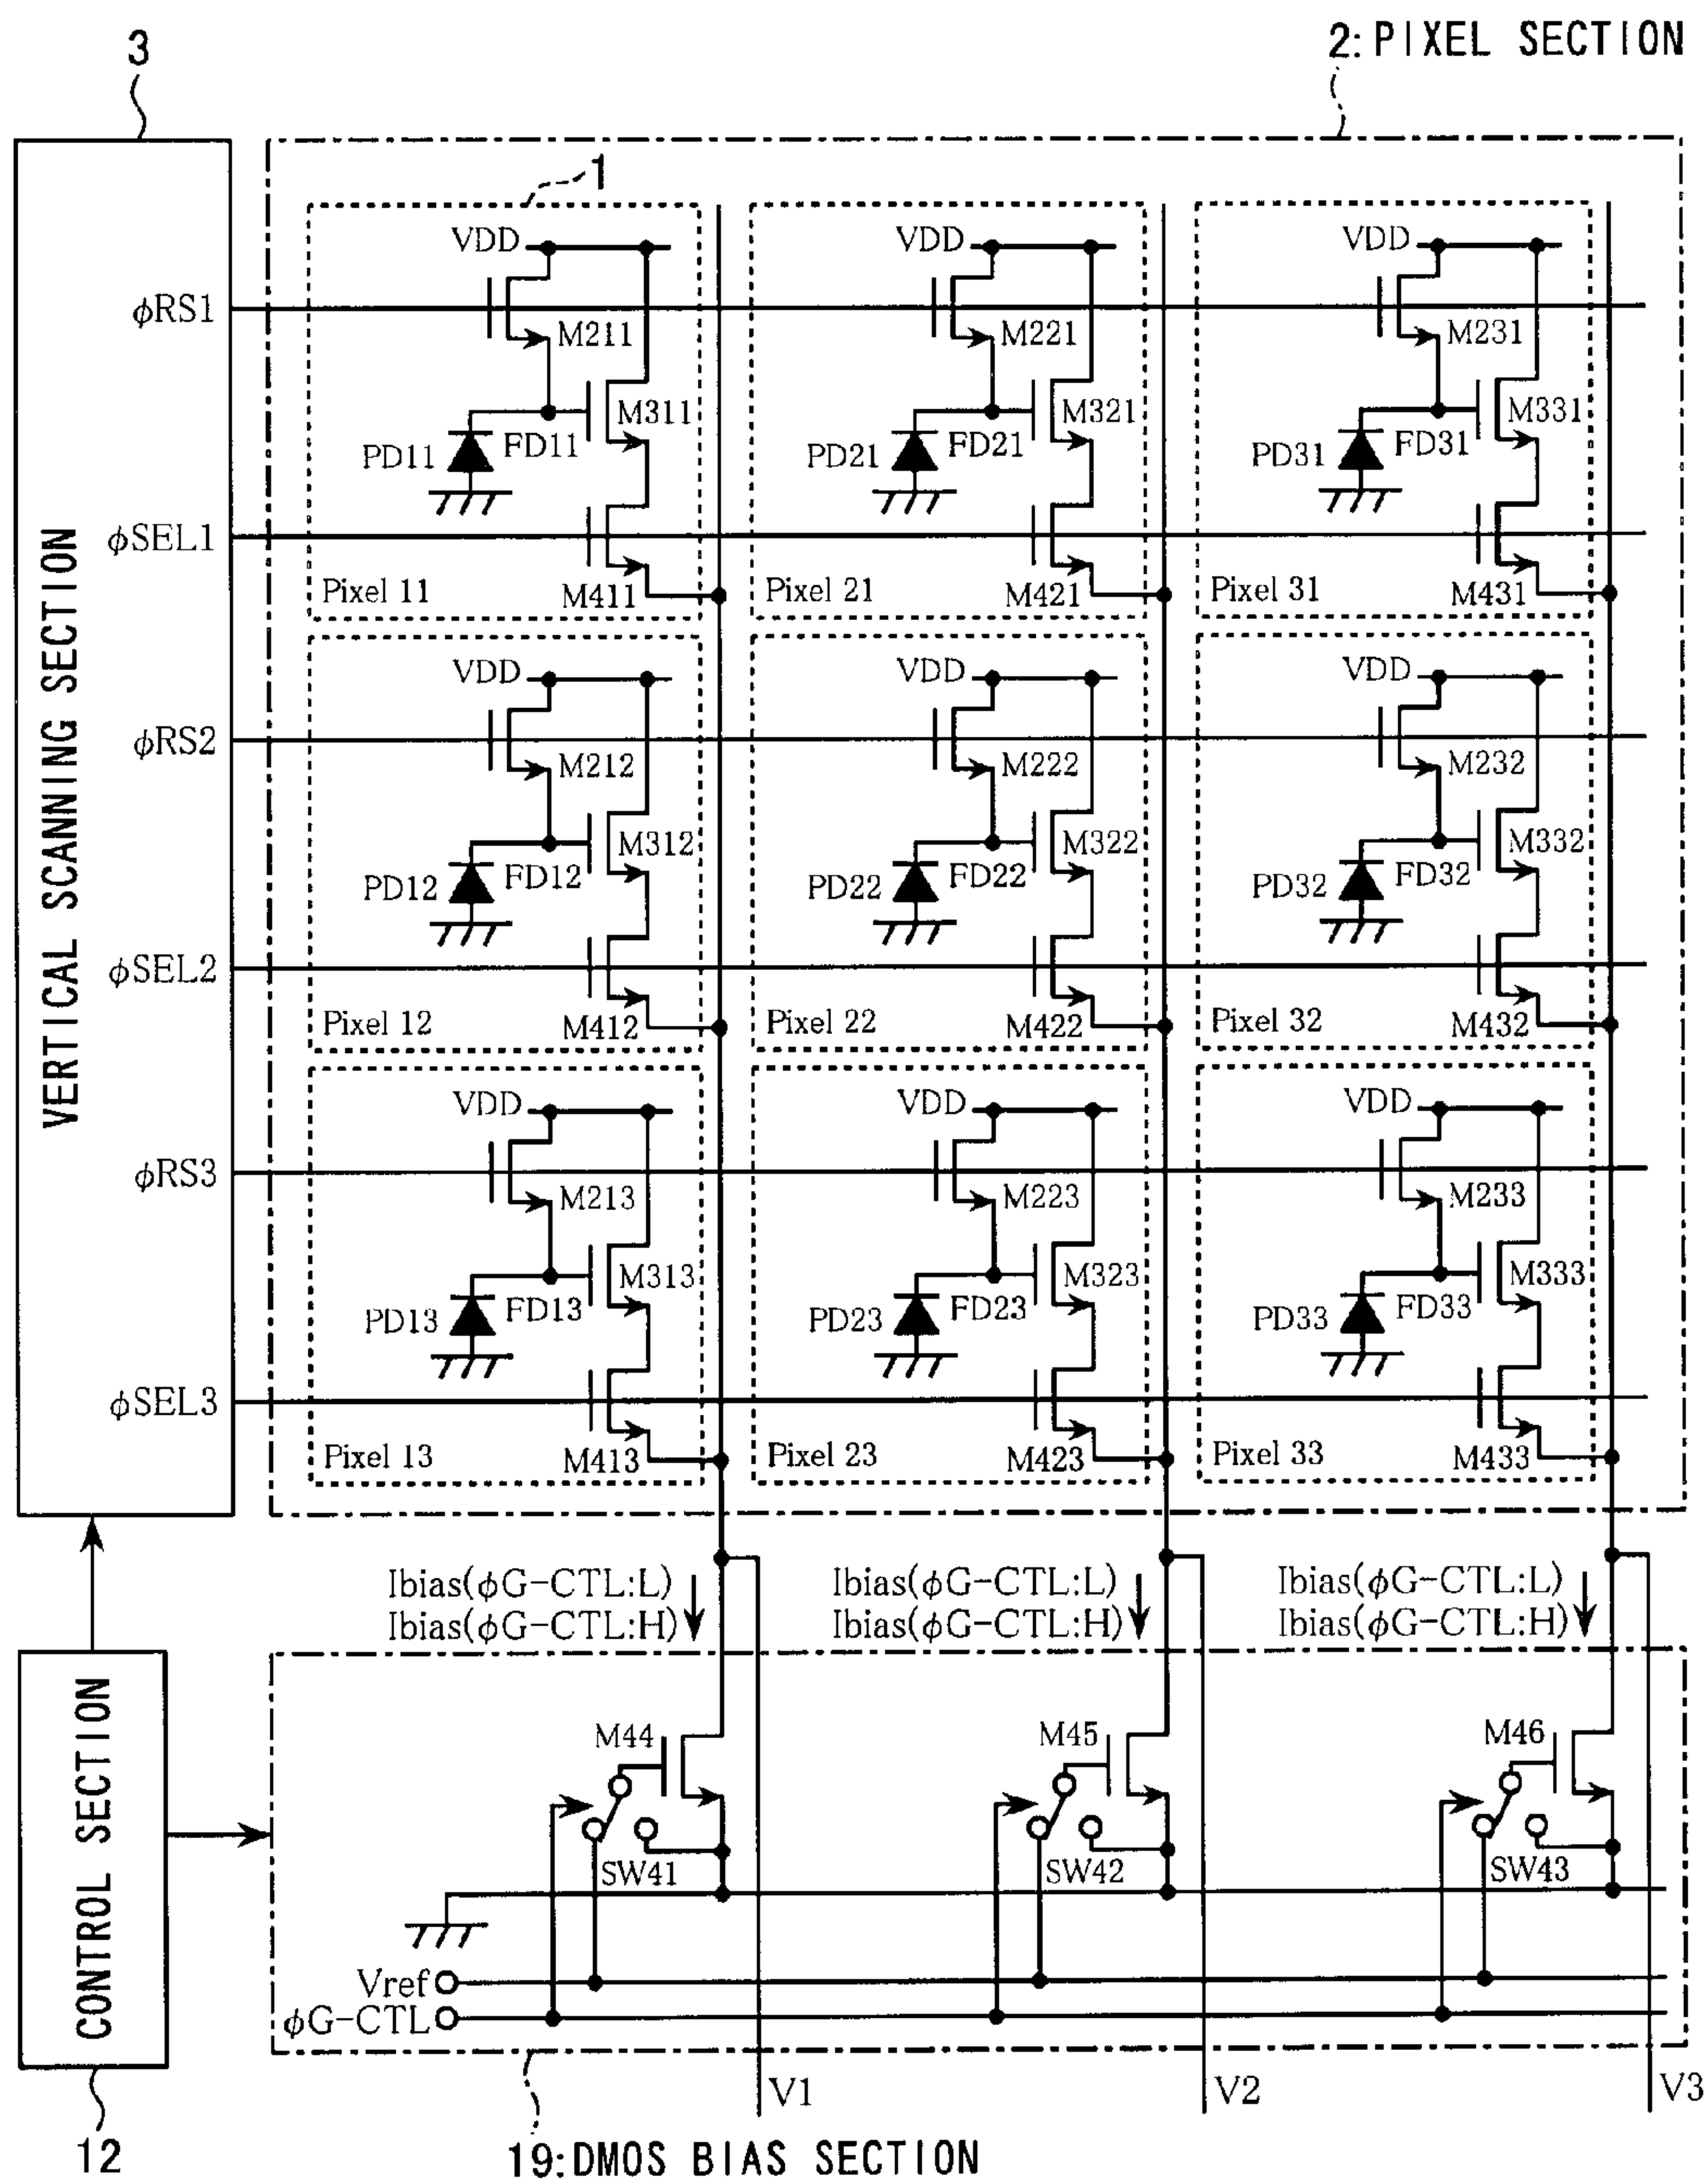 3
2: PIXEL SECTION
1
VERTICAL SCANNING SECTION
VDD
VDD
VDD
φRS1
M211
M221
M231
M311
M321
M331
PD11
FD11
PD21
FD21
PD31
FD31
φSEL1
Pixel 11
M411
Pixel 21
M421
Pixel 31
M431
VDD
VDD
VDD
φRS2
M212
M222
M232
M312
M322
M332
PD12
FD12
PD22
FD22
PD32
FD32
φSEL2
Pixel 12
M412
Pixel 22
M422
Pixel 32
M432
VDD
VDD
VDD
φRS3
M213
M223
M233
M313
M323
M333
PD13
FD13
PD23
FD23
PD33
FD33
φSEL3
Pixel 13
M413
Pixel 23
M423
Pixel 33
M433
Ibias(φG-CTL:L)
Ibias(φG-CTL:H)
Ibias(φG-CTL:L)
Ibias(φG-CTL:H)
Ibias(φG-CTL:L)
Ibias(φG-CTL:H)
CONTROL SECTION
M44
M45
M46
SW41
SW42
SW43
Vref
φG-CTL
V1
V2
V3
12
19:DMOS BIAS SECTION